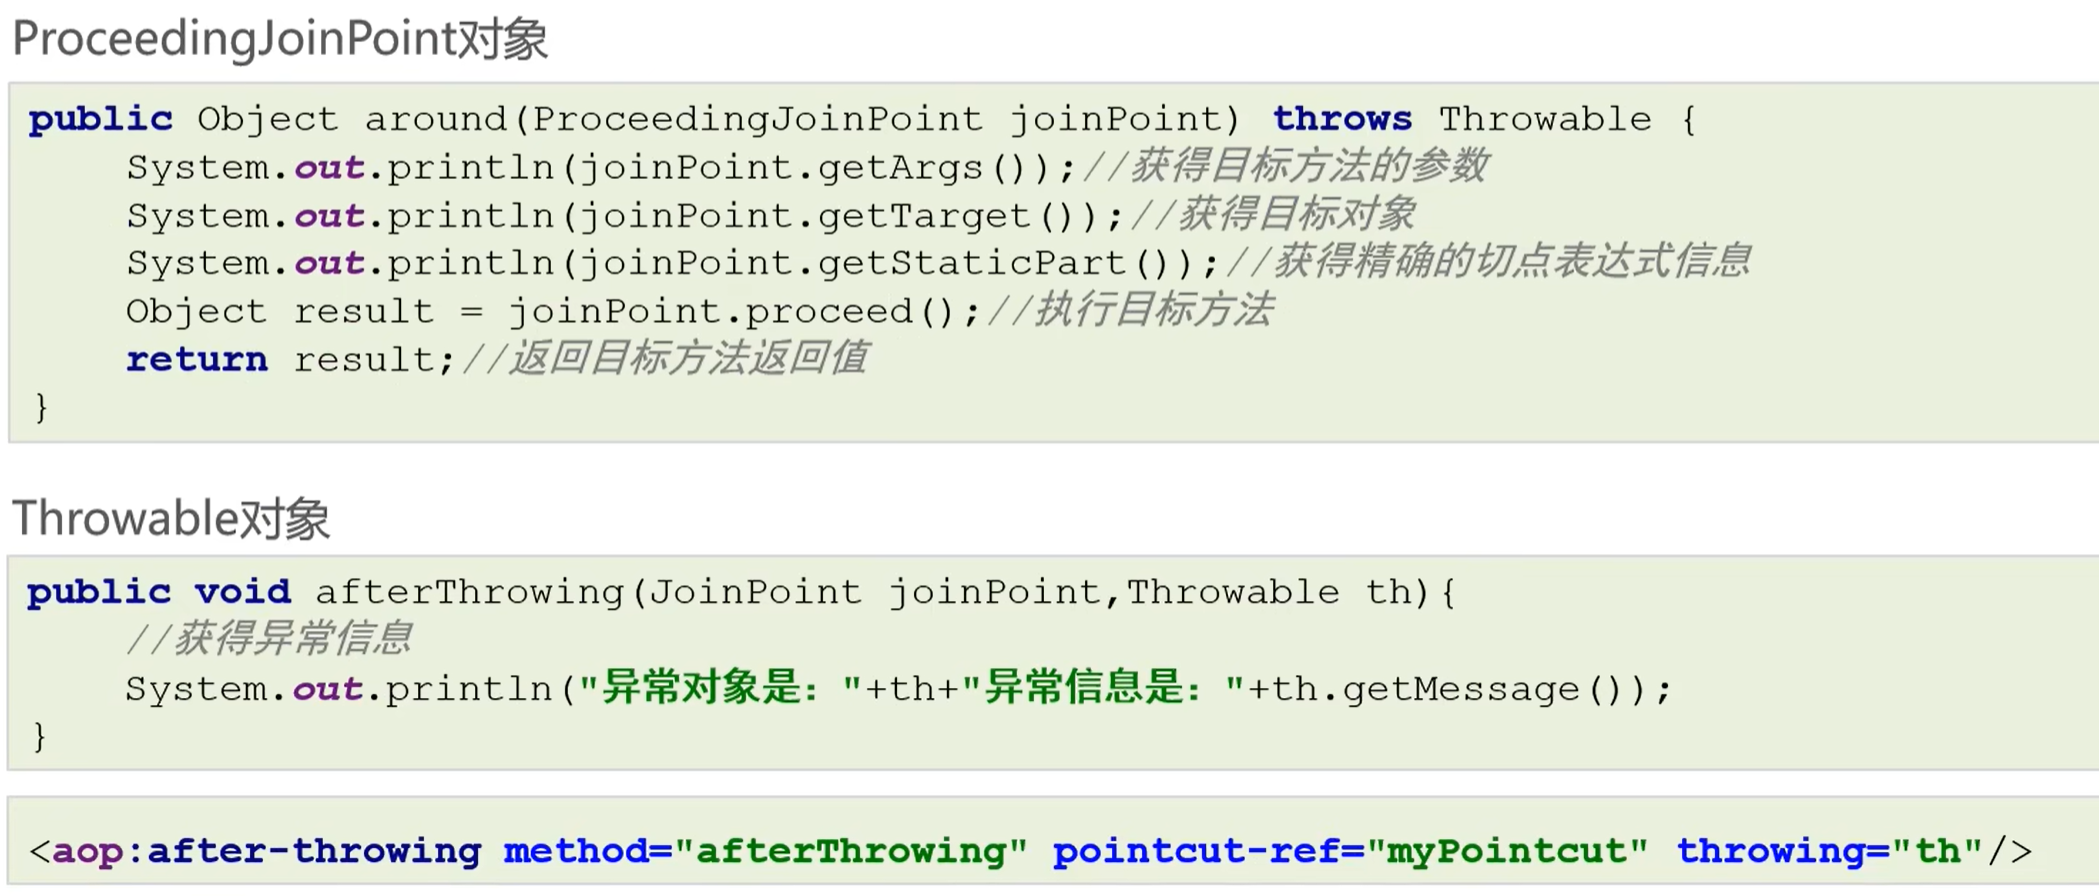 ProceedingJoinPoint对象
public Object around(ProceedingJoinPoint joinPoint) throws Throwable {
System.out.println(joinPoint.getArgs());//获得目标方法的参数
System.out.println(joinPoint.getTarget());//获得目标对象
System.out.println(joinPoint.getStaticPart());//获得精确的切点表达式信息
Object result = joinPoint.proceed();//执行目标方法
return result;//返回目标方法返回值
}
Throwable对象
public void afterThrowing(JoinPoint joinPoint,Throwable th){
//获得异常信息
System.out.println("异常对象是："+th+"异常信息是："+th.getMessage());
}
<aop:after-throwing method="afterThrowing" pointcut-ref="myPointcut" throwing="th"/>